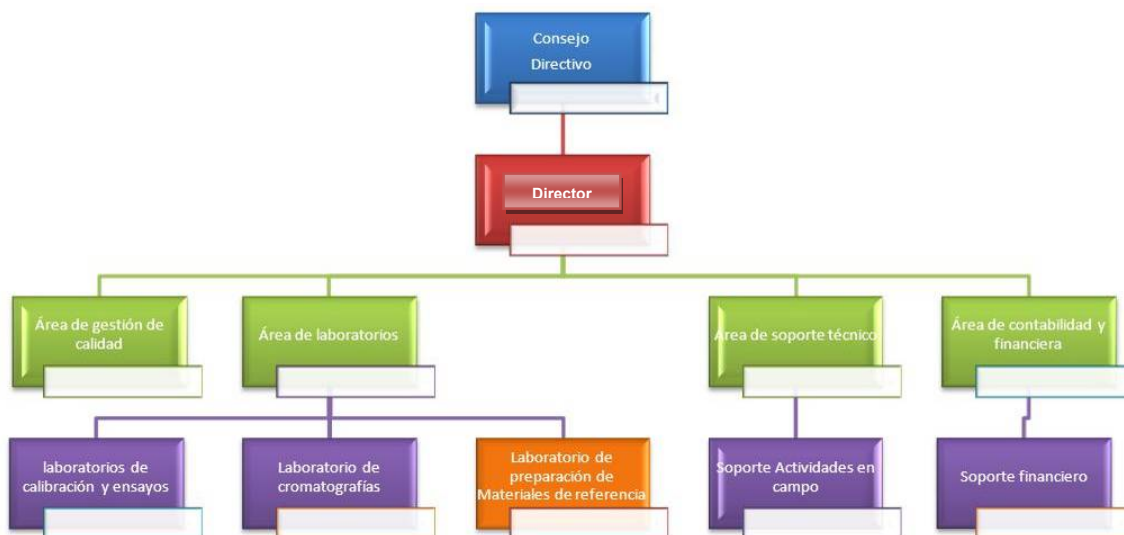 Consejo
Directivo
Director
Área de gestión de
calidad
Área de laboratorios
Área de soporte técnico
Área de contabilidad y
financiera
laboratorios de
calibración y ensayos
Laboratorio de
cromatografías
Laboratorio de
preparación de
Materiales de referencia
Soporte Actividades en
campo
Soporte financiero